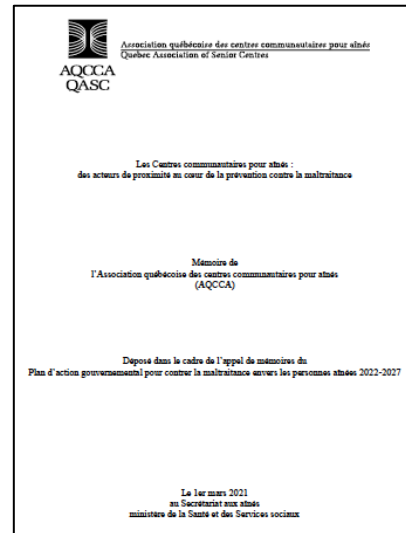 Association québécoise des centres communautaires pour aînés
Quebec Association of Senior Centres
AQCCA
QASC
Les Centres communautaires pour aînés :
des acteurs de proximité au cœur de la prévention contre la maltraitance
Mémoire de
l'Association québécoise des centres communautaires pour aînés
(AQCCA)
Déposé dans le cadre de l'appel de mémoires du
Plan d'action gouvernemental pour contrer la maltraitance envers les personnes aînées 2022-2027
Le 1er mars 2021
au Secrétariat aux aînés
ministère de la Santé et des Services sociaux